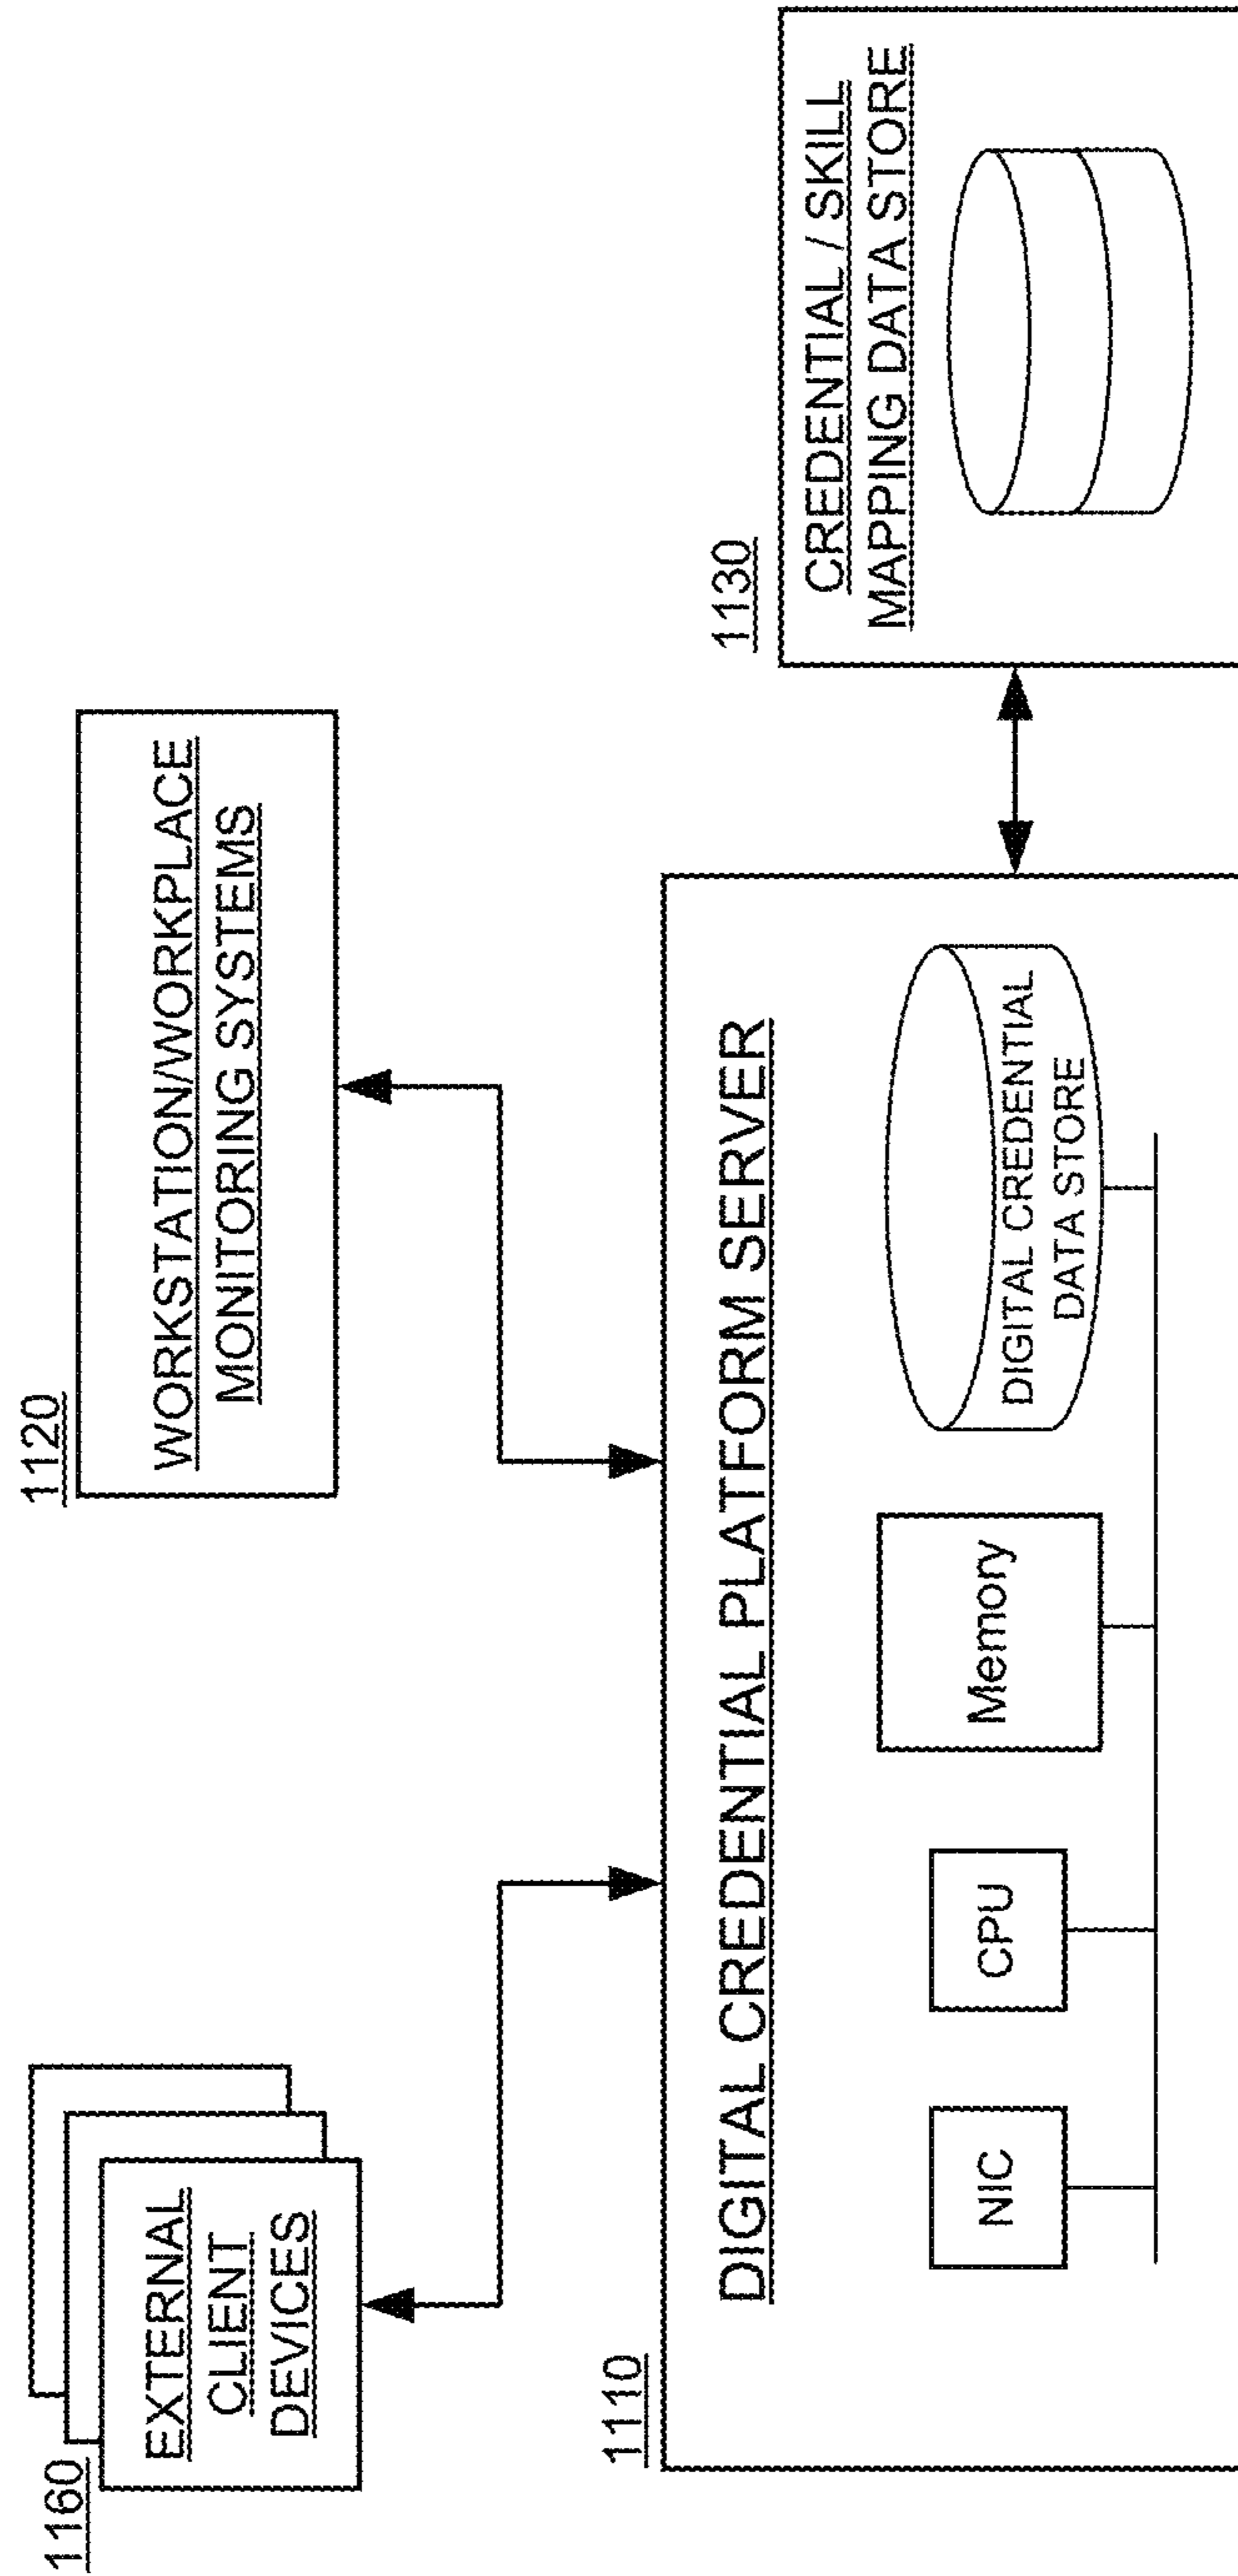 1160
EXTERNAL
CLIENT
DEVICES
1120
WORKSTATION/WORKPLACE
MONITORING SYSTEMS
1110
DIGITAL CREDENTIAL PLATFORM SERVER
NIC
CPU
Memory
DIGITAL CREDENTIAL
DATA STORE
1130
CREDENTIAL / SKILL
MAPPING DATA STORE